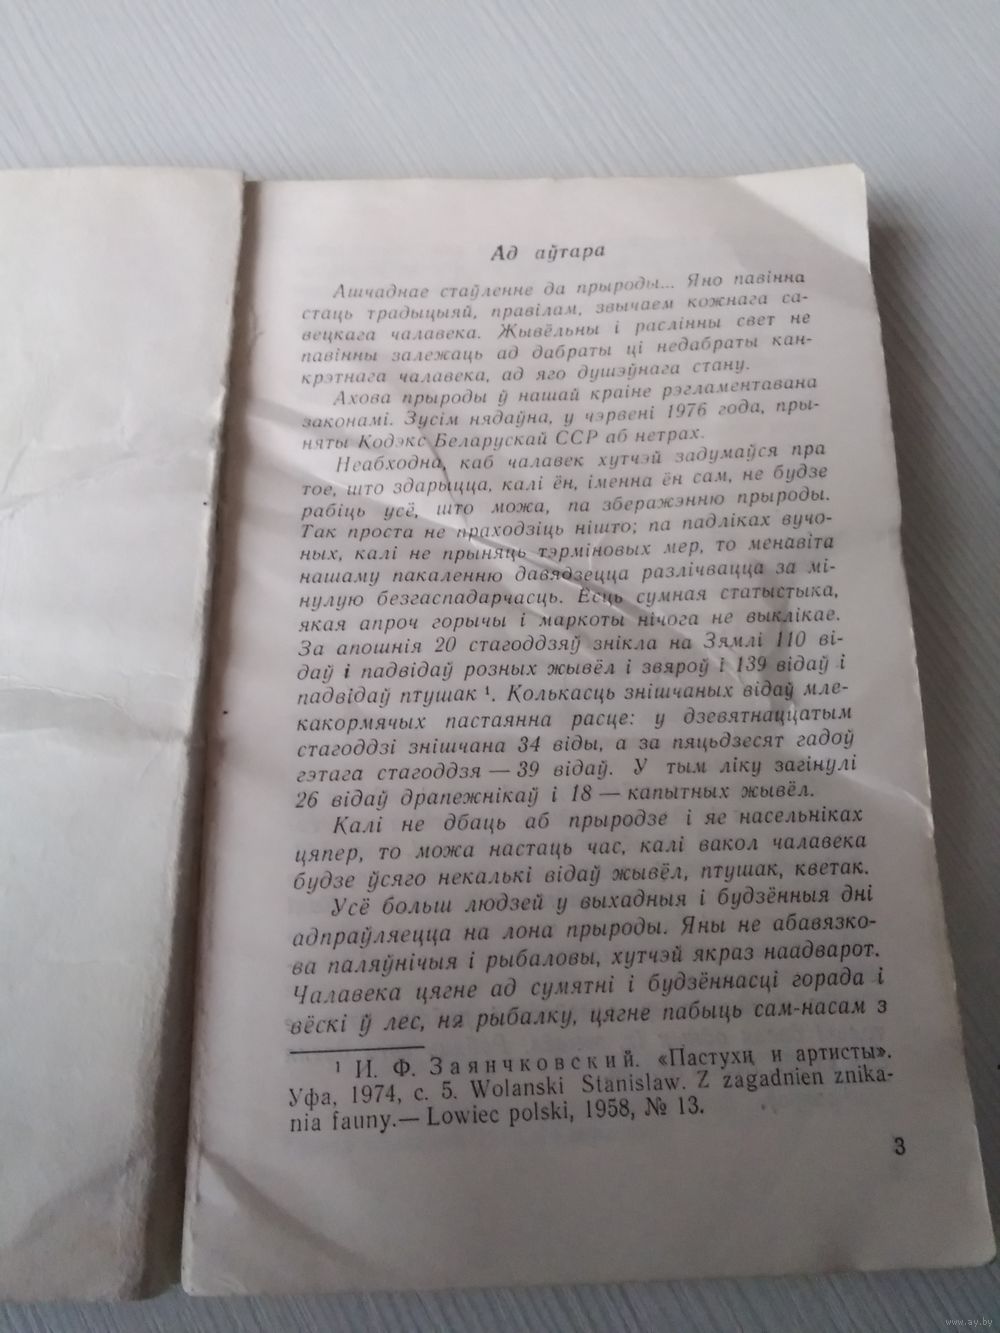 Ад аўтара
Ашчаднае стаўленне да прыроды... Яно павінна
стаць традыцыяй, правілам, звычаем кожнага са-
вецкага чалавека. Жывёльны і раслінны свет не
павінны залежаць ад дабраты ці недабраты кан-
крэтнага чалавека, ад яго душэўнага стану.
Ахова прыроды ў нашай краіне рэгламентавана
законамі. Зусім нядаўна, у чэрвені 1976 года, пры-
няты Кодэкс Беларускай ССР аб нетрах.
Неабходна, каб чалавек хутчэй задумаўся пра
тое, што здарыцца, калі ён, іменна ён сам, не будзе
рабіць усё, што можа, па зберажэнню прыроды.
Так проста не праходзіць нішто; па падліках вучо-
ных, калі не прыняць тэрміновых мер, то менавіта
нашаму пакаленню давядзецца разлічвацца за мі-
нулую безгаспадарчасць. Ёсць сумная статыстыка,
якая апроч горычы і маркоты нічога не выклікае.
За апошнія 20 стагоддзяў знікла на Зямлі 110 ві-
даў і падвідаў розных жывёл і звяроў і 139 відаў і
падвідаў птушак ¹. Колькасць знішчаных відаў мле-
какормячых пастаянна расце: у дзевятнаццатым
стагоддзі знішчана 34 віды, а за пяцьдзесят гадоў
гэтага стагоддзя — 39 відаў. У тым ліку загінулі
26 відаў драпежнікаў і 18 — капытных жывёл.
Калі не дбаць аб прыродзе і яе насельніках
цяпер, то можа настаць час, калі вакол чалавека
будзе ўсяго некалькі відаў жывёл, птушак, кветак.
Усё больш людзей у выхадныя і будзённыя дні
адпраўляецца на лона прыроды. Яны не абавязко-
ва паляўнічыя і рыбаловы, хутчэй якраз наадварот.
Чалавека цягне ад сумятні і будзённасці горада і
вёскі ў лес, на рыбалку, цягне пабыць сам-насам з
¹ И. Ф. Заянчковский. «Пастухи и артисты».
Уфа, 1974, с. 5. Wolanski Stanislaw. Z zagadnien znika-
nia fauny.— Lowiec polski, 1958, № 13.
3
www.ay.by